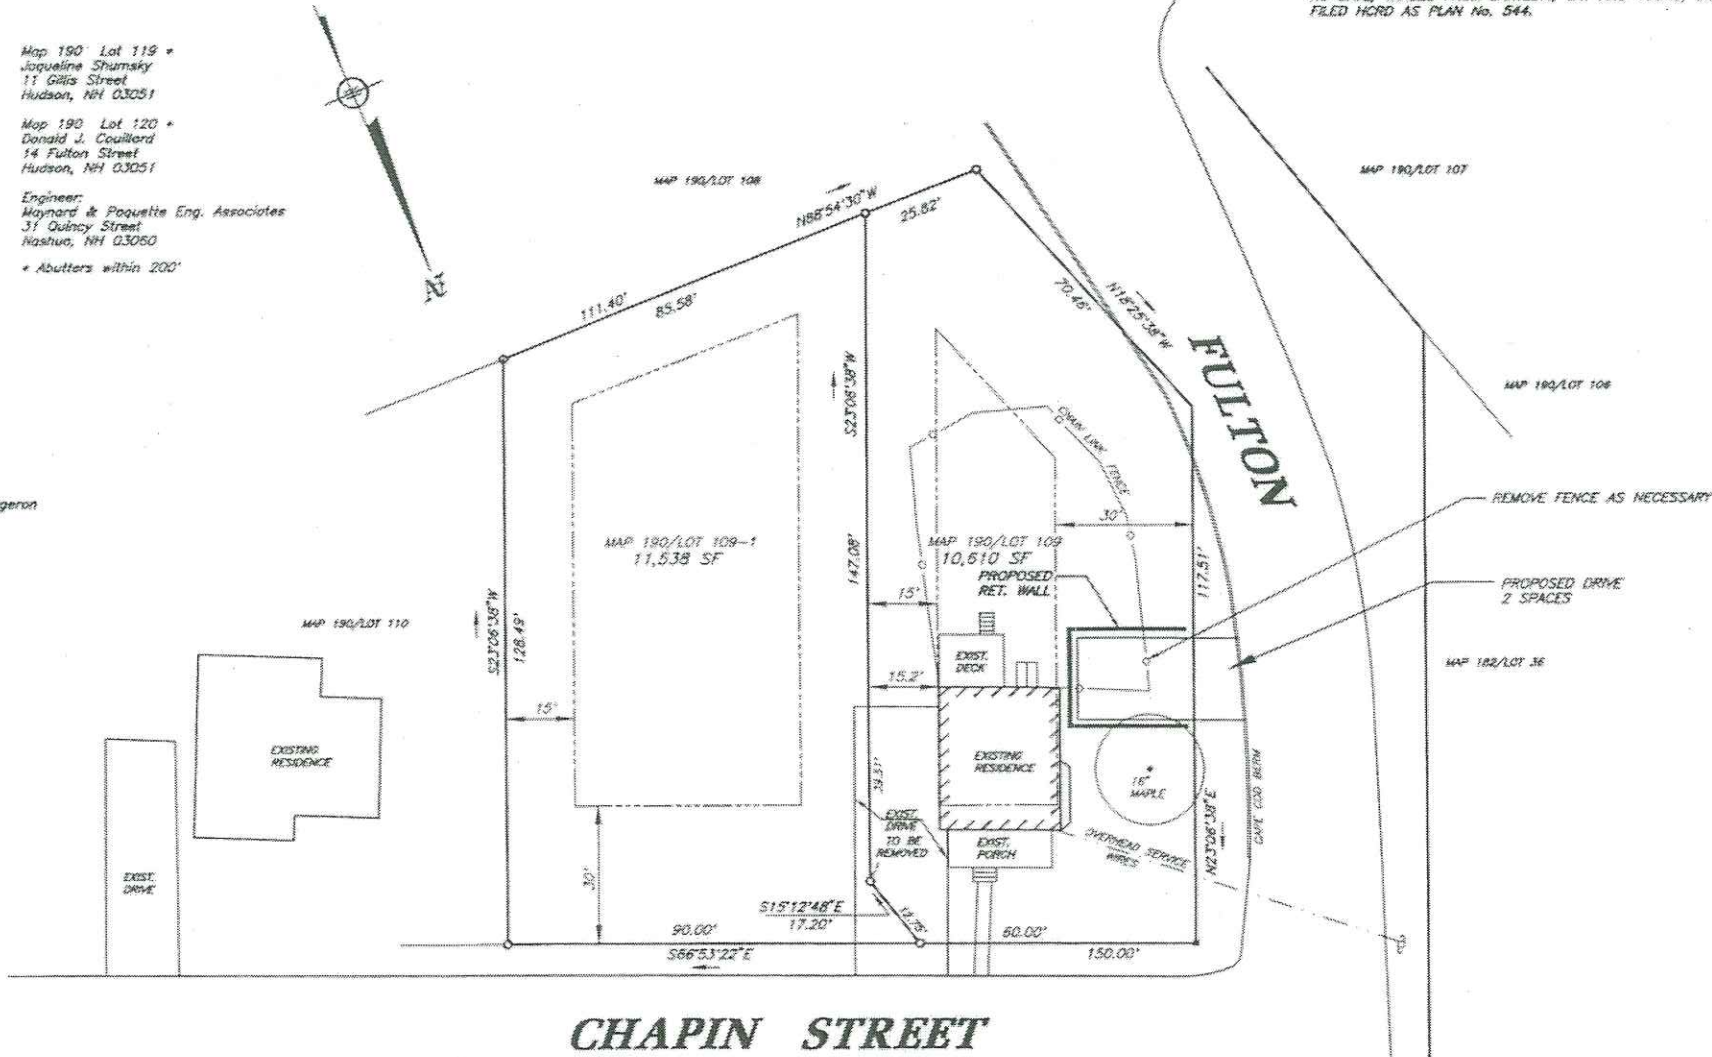 FILED HCRD AS PLAN No. 544.
Map 190 Lot 119 *
Jaqueline Shumsky
11 Gillis Street
Hudson, NH 03051
Map 190 Lot 120 *
Donald J. Couillard
14 Fulton Street
Hudson, NH 03051
Engineer:
Maynard & Paquette Eng. Associates
31 Quincy Street
Nashua, NH 03060
* Abutters within 200'
N
geron
MAP 190/LOT 108
N88°54'30"W
25.82'
111.40'
85.58'
MAP 190/LOT 107
70.46'
N18°25'38"W
FULTON
MAP 190/LOT 106
S23°06'38"W
147.08'
CHAIN LINK FENCE
REMOVE FENCE AS NECESSARY
30'
MAP 190/LOT 109-1
11,538 SF
MAP 190/LOT 109
10,610 SF
PROPOSED
RET. WALL
117.51'
PROPOSED DRIVE
2 SPACES
15'
MAP 190/LOT 110
S23°06'38"W
128.49'
EXIST.
DECK
MAP 182/LOT 36
15.2'
15'
EXISTING
RESIDENCE
EXISTING
RESIDENCE
16"
MAPLE
CAPE COD BERM
N23°06'38"E
39.51'
EXIST.
DRIVE
TO BE
REMOVED
EXIST.
PORCH
OVERHEAD SERVICE
WIRES
EXIST.
DRIVE
30'
S15°12'48"E
17.20'
90.00'
60.00'
S66°53'22"E
150.00'
CHAPIN STREET